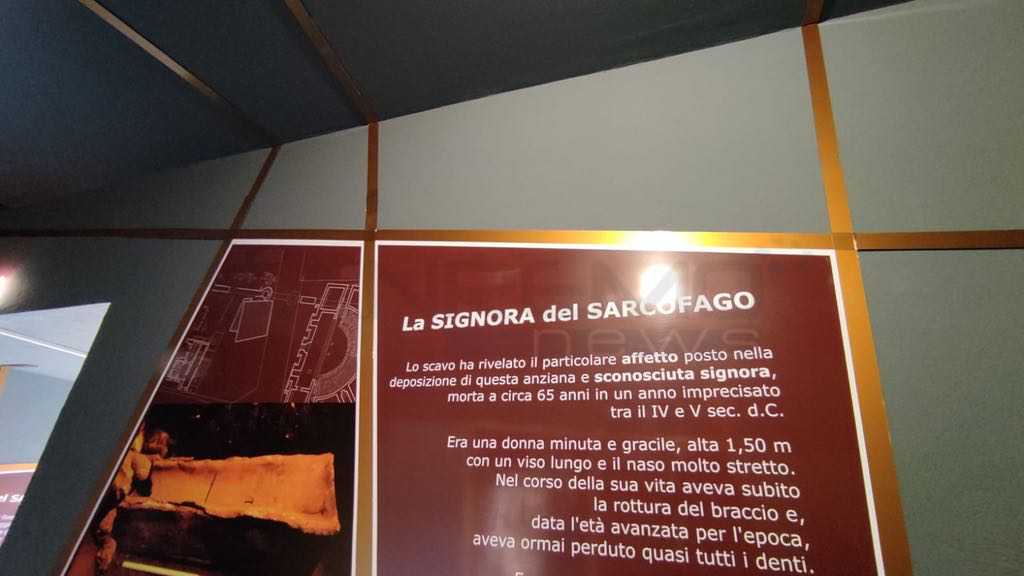 La SIGNORA del SARCOFAGO
Lo scavo ha rivelato il particolare affetto posto nella
deposizione di questa anziana e sconosciuta signora,
morta a circa 65 anni in un anno imprecisato
tra il IV e V sec. d.C.
Era una donna minuta e gracile, alta 1,50 m
con un viso lungo e il naso molto stretto.
Nel corso della sua vita aveva subito
la rottura del braccio e,
data l'età avanzata per l'epoca,
aveva ormai perduto quasi tutti i denti.
news